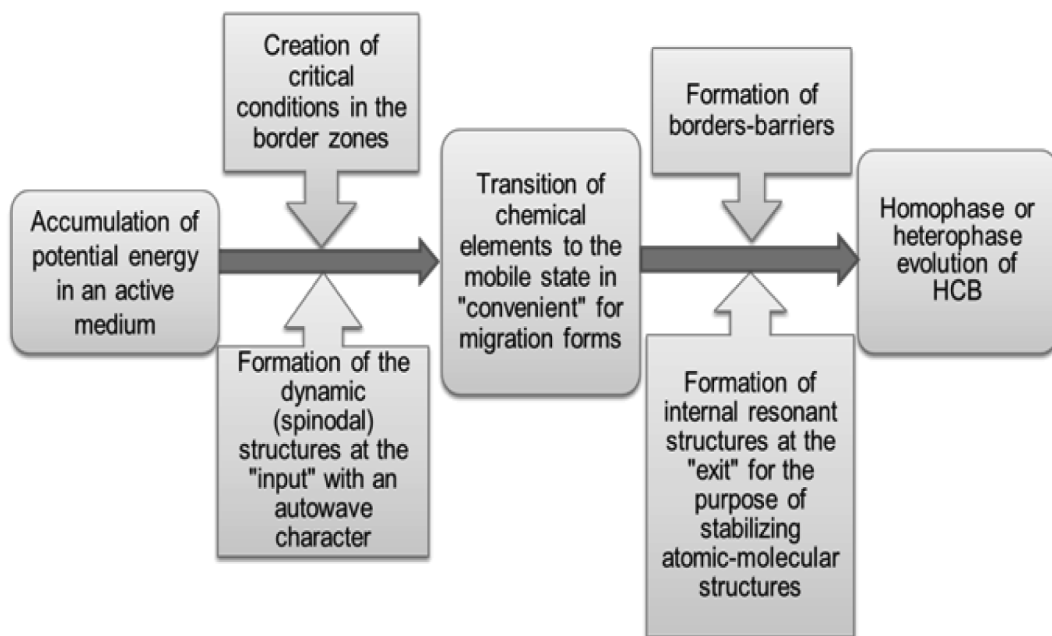 Accumulation of
potential energy
in an active
medium
Creation of
critical
conditions in the
border zones
Formation of the
dynamic
(spinodal)
structures at the
"input" with an
autowave
character
Transition of
chemical
elements to the
mobile state in
"convenient" for
migration forms
Formation of
borders-barriers
Formation of
internal resonant
structures at the
"exit" for the
purpose of
stabilizing
atomic-molecular
structures
Homophase or
heterophase
evolution of
HCB